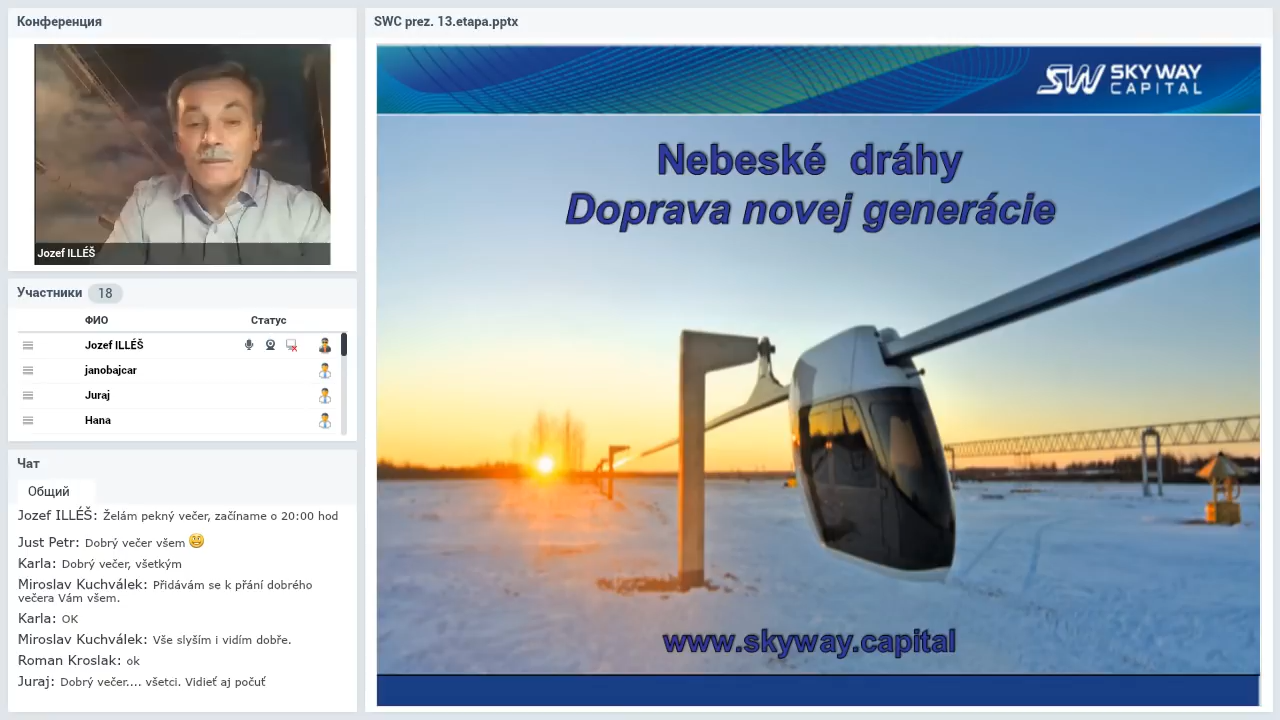 Конференция
Jozef ILLÉŠ
Участники 18
ФИО Статус
Jozef ILLÉŠ
janobajcar
Juraj
Hana
Чат
Общий
Jozef ILLÉŠ: Želám pekný večer, začíname o 20:00 hod
Just Petr: Dobrý večer všem
Karla: Dobrý večer, všetkým
Miroslav Kuchválek: Přidávám se k přání dobrého
večera Vám všem.
Karla: OK
Miroslav Kuchválek: Vše slyším i vidím dobře.
Roman Kroslak: ok
Juraj: Dobrý večer.... všetci. Vidieť aj počuť
SWC prez. 13.etapa.pptx
SW SKY WAY
CAPITAL
Nebeské dráhy
Doprava novej generácie
www.skyway.capital